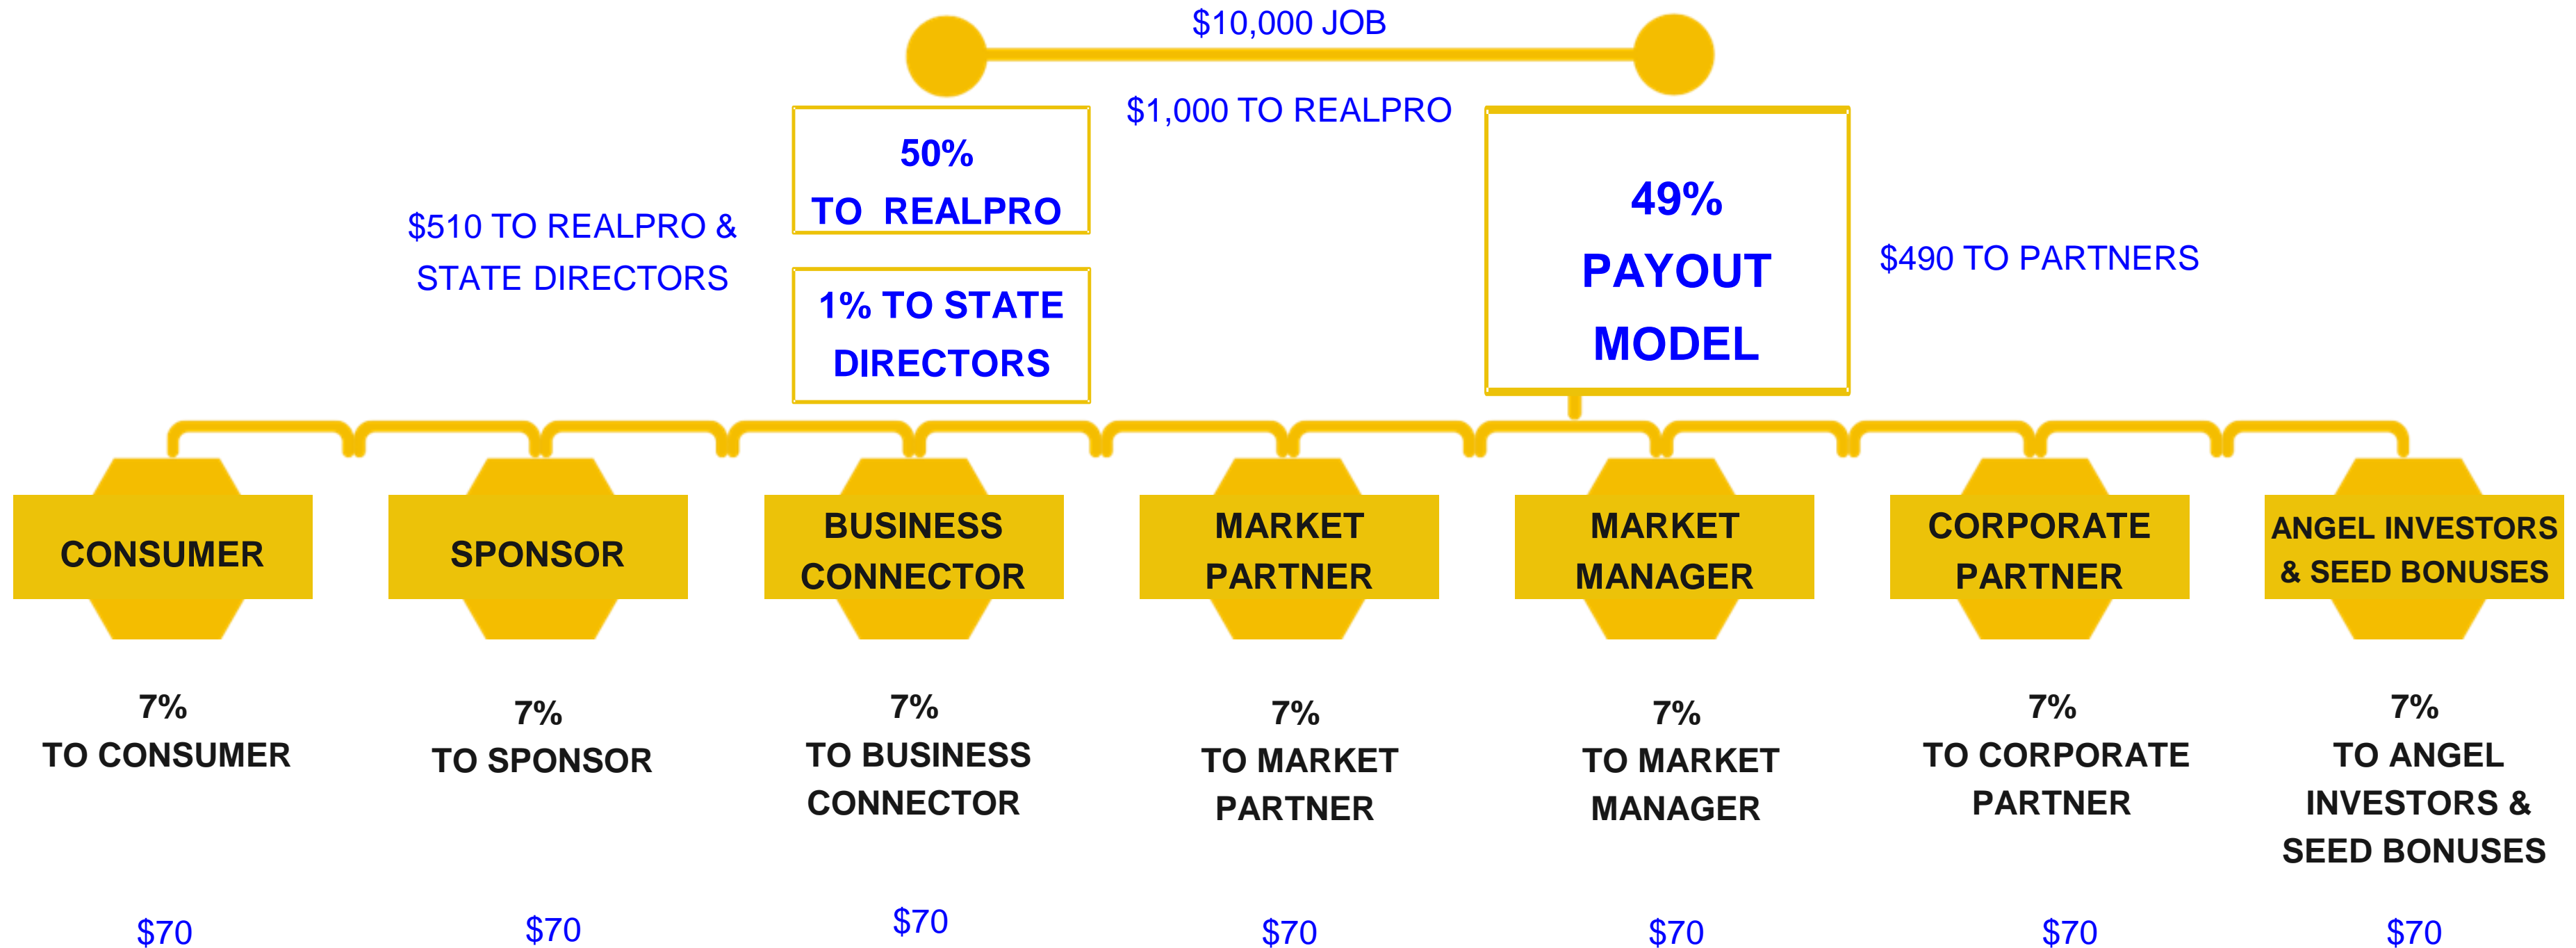 $10,000 JOB
$1,000 TO REALPRO
50%
TO REALPRO
$510 TO REALPRO &
STATE DIRECTORS
1% TO STATE
DIRECTORS
49%
PAYOUT
MODEL
$490 TO PARTNERS
CONSUMER
SPONSOR
BUSINESS
CONNECTOR
MARKET
PARTNER
MARKET
MANAGER
CORPORATE
PARTNER
ANGEL INVESTORS
& SEED BONUSES
7%
TO CONSUMER
7%
TO SPONSOR
7%
TO BUSINESS
CONNECTOR
7%
TO MARKET
PARTNER
7%
TO MARKET
MANAGER
7%
TO CORPORATE
PARTNER
7%
TO ANGEL
INVESTORS &
SEED BONUSES
$70
$70
$70
$70
$70
$70
$70